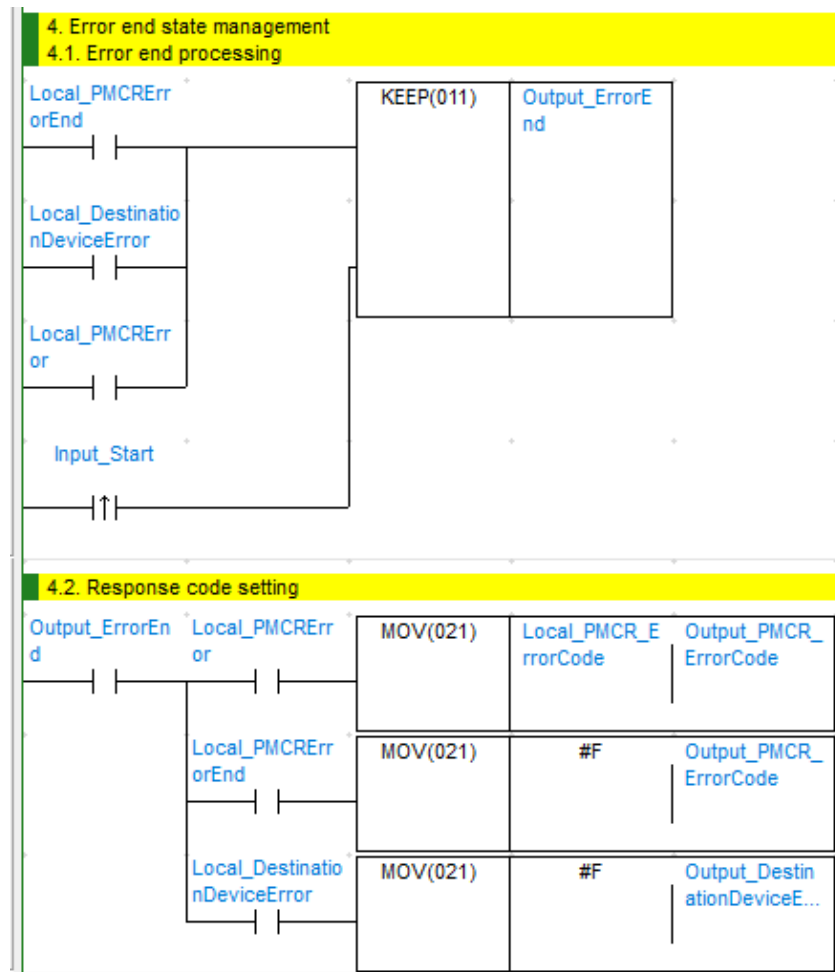 4. Error end state management
4.1. Error end processing
Local_PMCRErr
orEnd
KEEP(011)
Output_ErrorE
nd
Local_Destinatio
nDeviceError
Local_PMCRErr
or
Input_Start
4.2. Response code setting
Output_ErrorEn
d
Local_PMCRErr
or
MOV(021)
Local_PMCR_E
rrorCode
Output_PMCR_
ErrorCode
Local_PMCRErr
orEnd
MOV(021)
#F
Output_PMCR_
ErrorCode
Local_Destinatio
nDeviceError
MOV(021)
#F
Output_Destin
ationDeviceE...